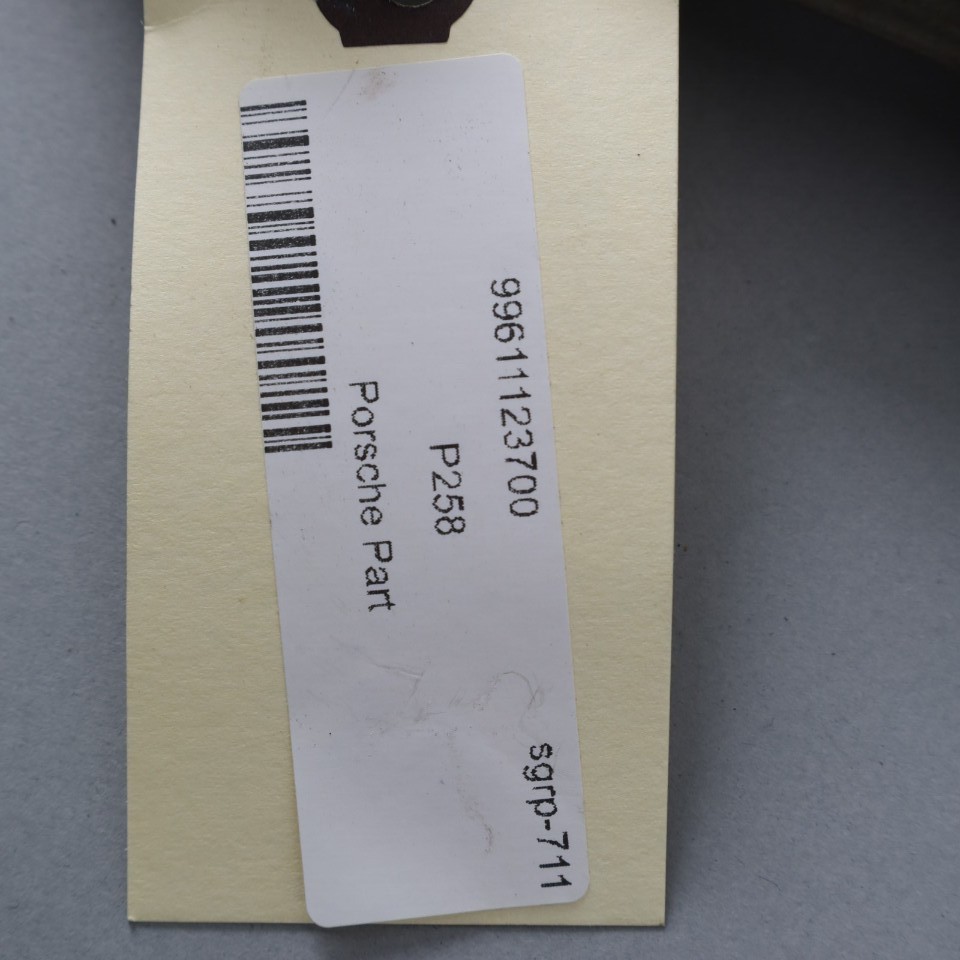 sgrp-711
99611123700
P258
Porsche Part